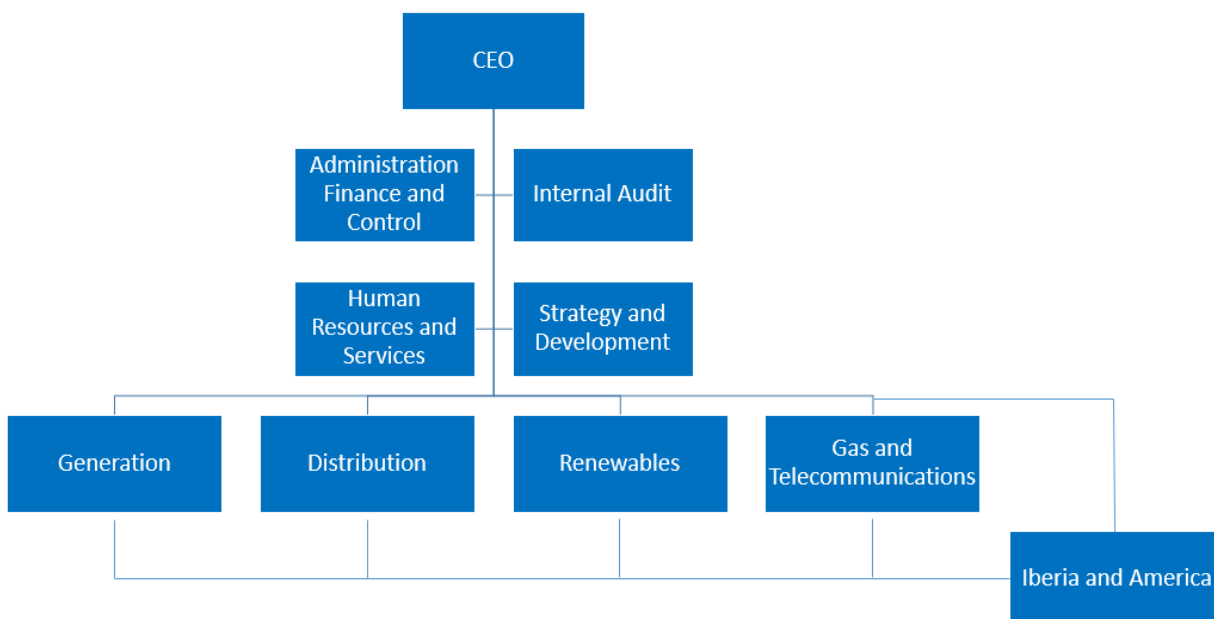 CEO
Administration
Finance and
Control
Internal Audit
Human
Resources and
Services
Strategy and
Development
Generation
Distribution
Renewables
Gas and
Telecommunications
Iberia and America